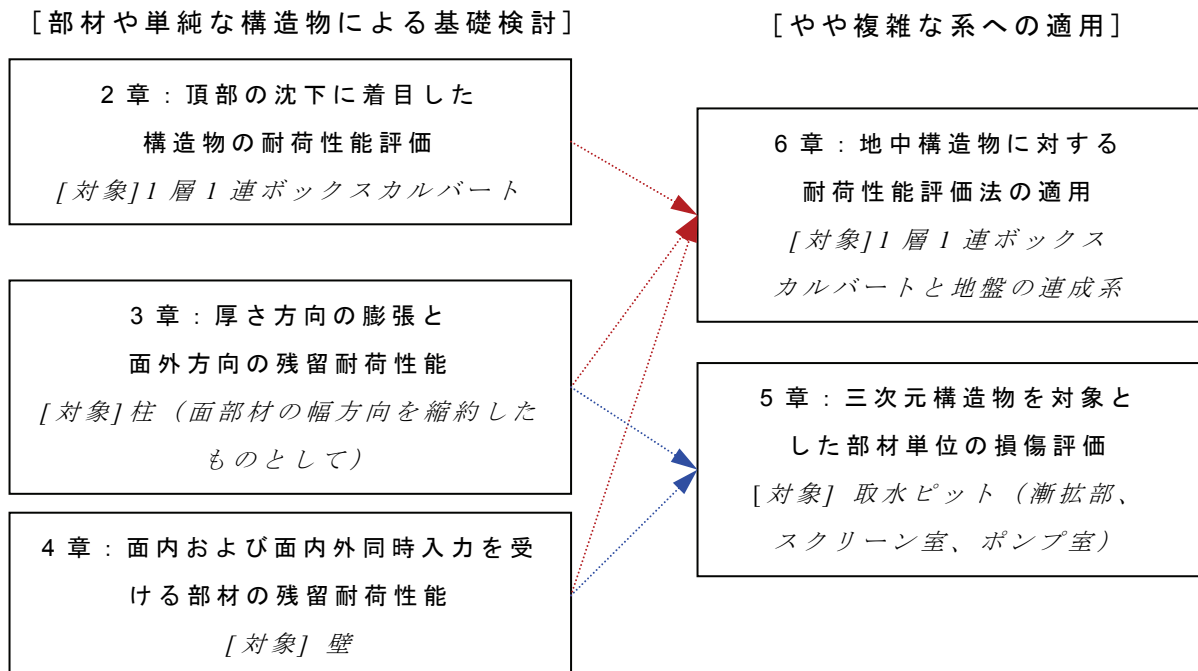 [部材や単純な構造物による基礎検討]
2章：頂部の沈下に着目した
構造物の耐荷性能評価
[対象]1層1連ボックスカルバート
3章：厚さ方向の膨張と
面外方向の残留耐荷性能
[対象]柱（面部材の幅方向を縮約した
ものとして）
4章：面内および面内外同時入力を受
ける部材の残留耐荷性能
[対象] 壁
[やや複雑な系への適用]
6章：地中構造物に対する
耐荷性能評価法の適用
[対象]1層1連ボックス
カルバートと地盤の連成系
5章：三次元構造物を対象と
した部材単位の損傷評価
[対象] 取水ピット（漸拡部、
スクリーン室、ポンプ室）